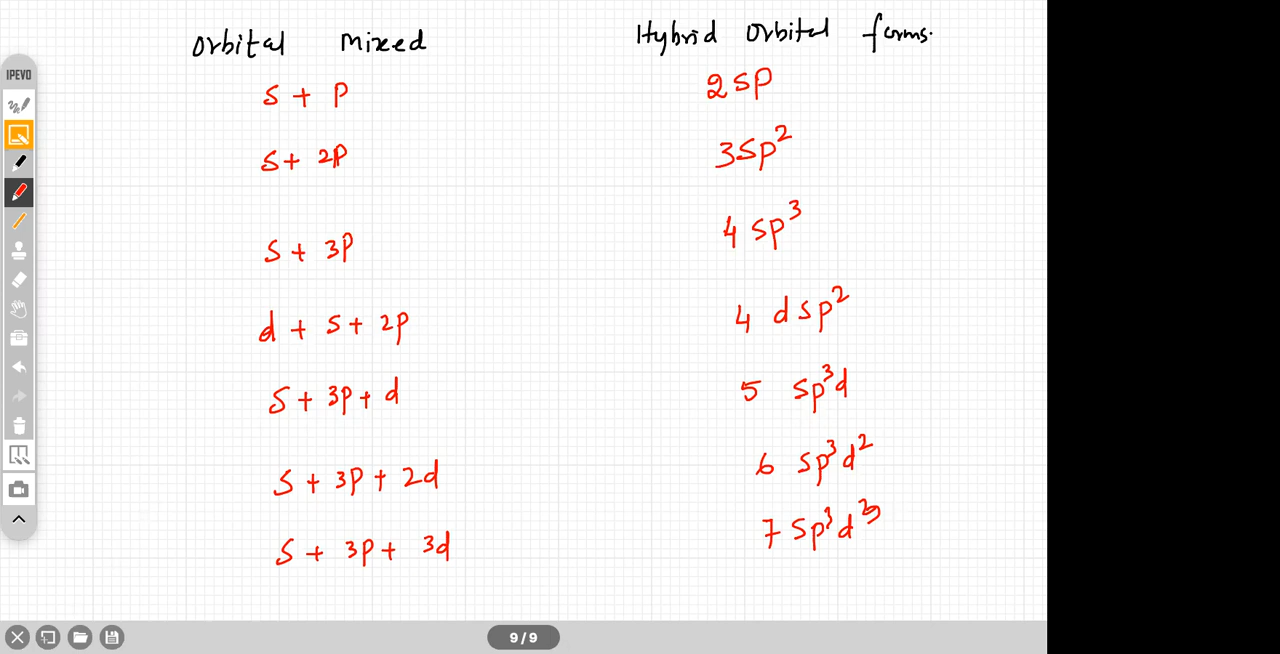 Orbital Mixed Hybrid Orbital forms.
IPEVO
s + p 2sp
s + 2p 3sp²
s + 3p 4 sp³
d + s + 2p 4 dsp²
s + 3p + d 5 sp³d
s + 3p + 2d 6 sp³d²
s + 3p + 3d 7 sp³d³
9 / 9